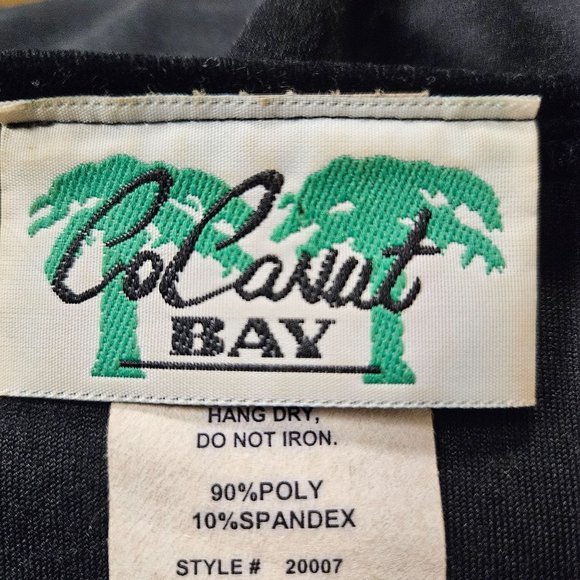 CoCanut
BAY
HANG DRY,
DO NOT IRON.
90%POLY
10%SPANDEX
STYLE # 20007